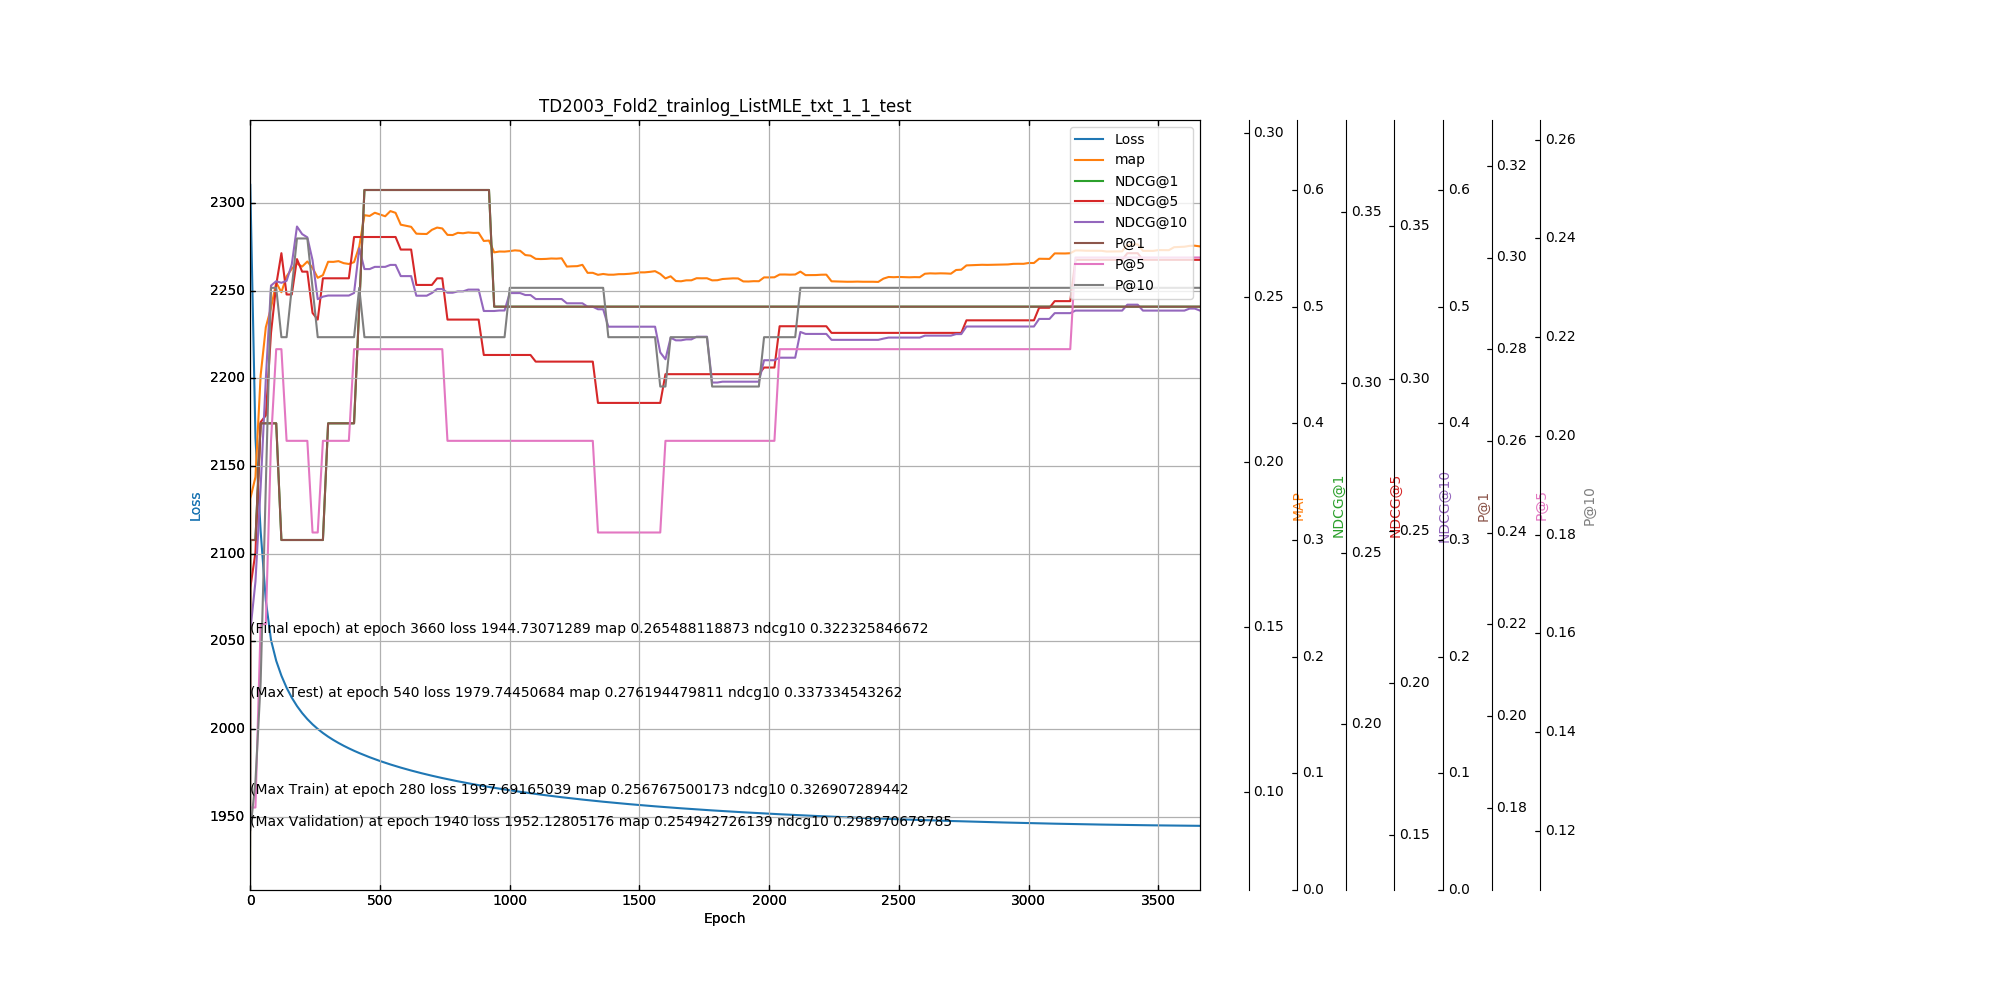 TD2003_Fold2_trainlog_ListMLE_txt_1_1_test
Loss
map
NDCG@1
NDCG@5
NDCG@10
P@1
P@5
P@10
2300
2250
2200
2150
2100
2050
2000
1950
Loss
(Final epoch) at epoch 3660 loss 1944.73071289 map 0.265488118873 ndcg10 0.322325846672
(Max Test) at epoch 540 loss 1979.74450684 map 0.276194479811 ndcg10 0.337334543262
(Max Train) at epoch 280 loss 1997.69165039 map 0.256767500173 ndcg10 0.326907289442
(Max Validation) at epoch 1940 loss 1952.12805176 map 0.254942726139 ndcg10 0.298970679785
0 500 1000 1500 2000 2500 3000 3500
Epoch
0.30
0.25
0.20
0.15
0.10
MAP
0.6
0.5
0.4
0.3
0.2
0.1
0.0
NDCG@1
0.35
0.30
0.25
0.20
NDCG@5
0.35
0.30
0.25
0.20
0.15
NDCG@10
0.6
0.5
0.4
0.3
0.2
0.1
0.0
P@1
0.32
0.30
0.28
0.26
0.24
0.22
0.20
0.18
P@5
0.26
0.24
0.22
0.20
0.18
0.16
0.14
0.12
P@10